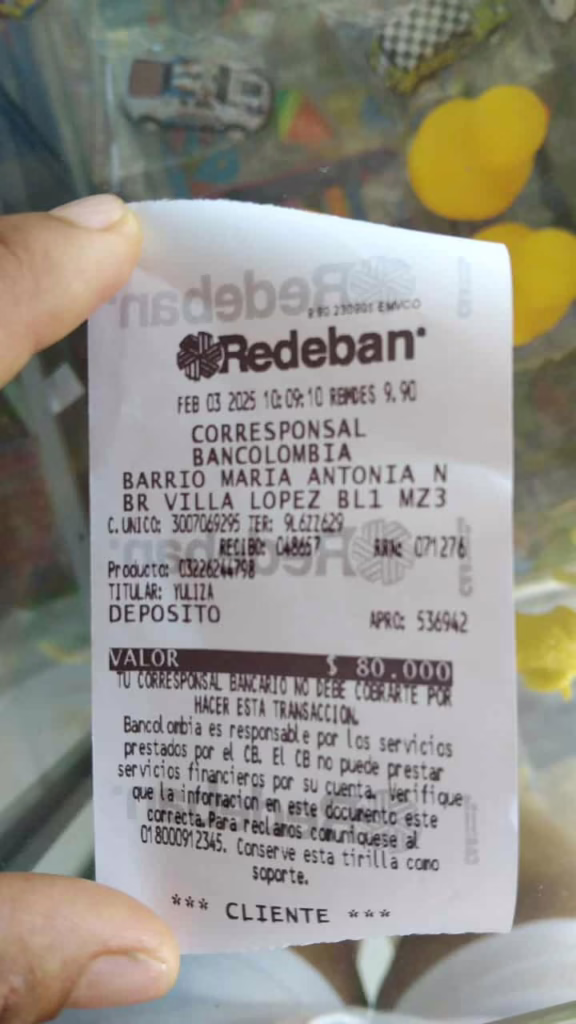 Redeban
FEB 03 2025 10:09:10 RBMDES 9.90
CORRESPONSAL
BANCOLOMBIA
BARRIO MARIA ANTONIA N
BR VILLA LOPEZ BL1 MZ3
C. UNICO: 3007069295 TER:
RECIBO: 048657 RRN: 071276
Producto: 03226244798
TITULAR: YULIZA
DEPOSITO APRO: 536942
VALOR $ 80.000
TU CORRESPONSAL BANCARIO NO DEBE COBRARTE POR
HACER ESTA TRANSACCION.
Bancolombia es responsable por los servicios
prestados por el CB. El CB no puede prestar
servicios financieros por su cuenta. Verifique
que la informacion en este documento este
correcta. Para reclamos comuniquese al
018000912345. Conserve esta tirilla como
soporte.
*** CLIENTE ***